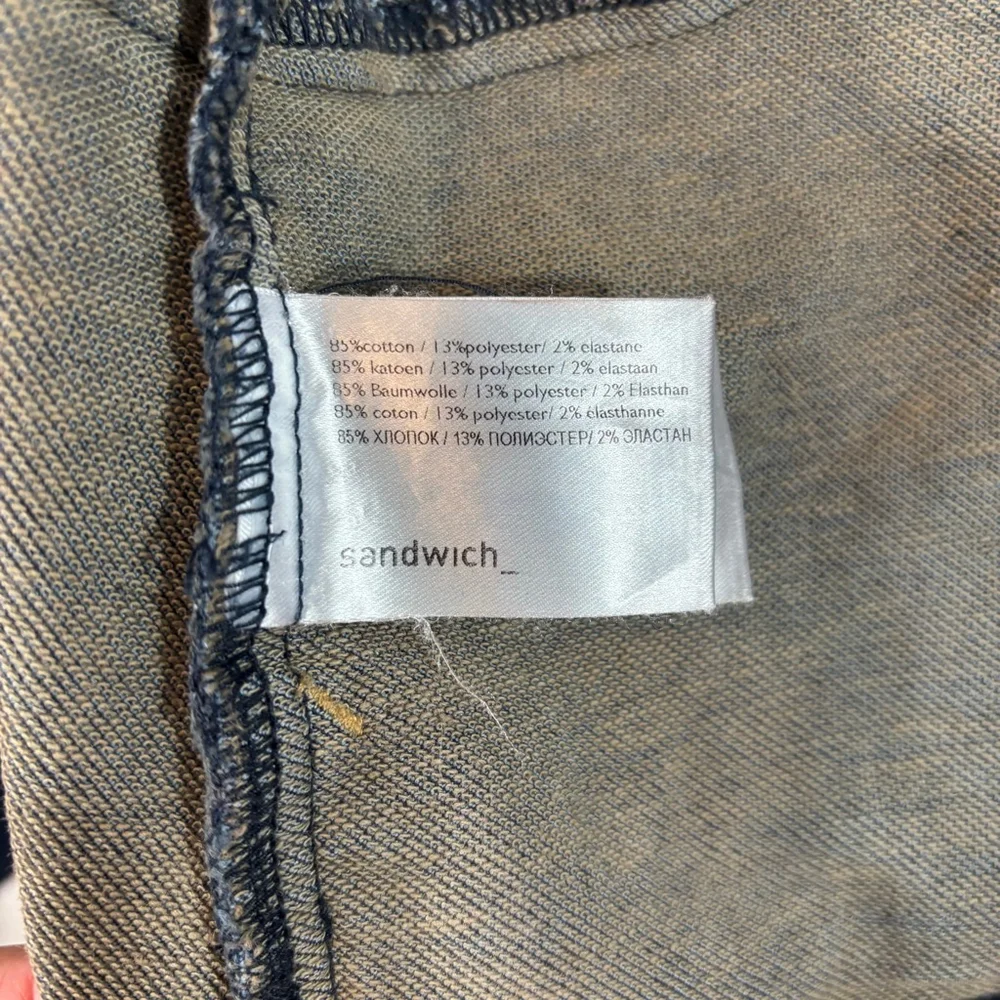 85%cotton / 13%polyester/ 2% elastane
85% katoen / 13% polyester / 2% elastaan
85% Baumwolle / 13% polyester / 2% Elasthan
85% coton / 13% polyester/ 2% élasthanne
85% ХЛОПОК / 13% ПОЛИЭСТЕР/ 2% ЭЛАСТАН
sandwich_